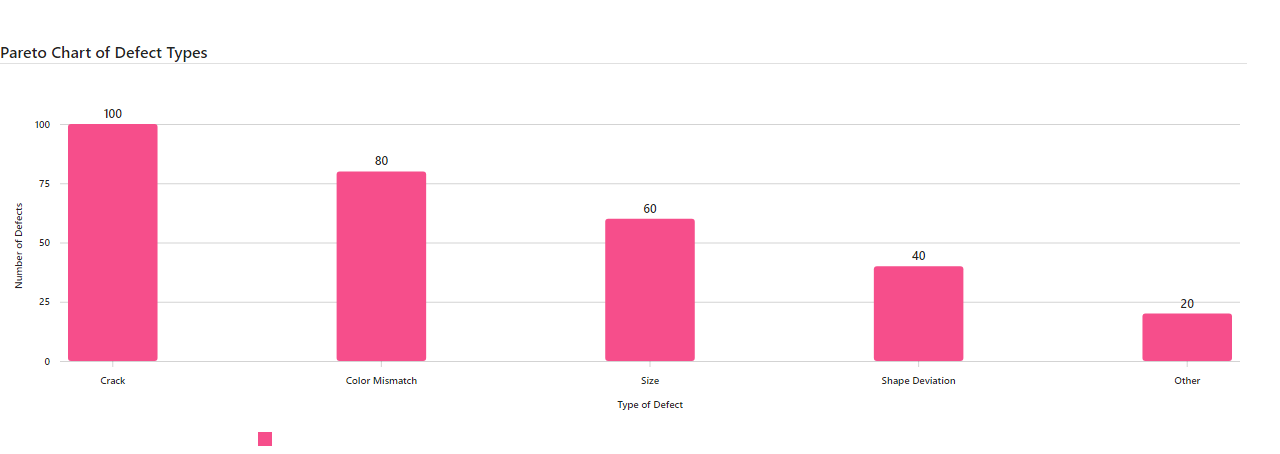 Pareto Chart of Defect Types
100
80
60
40
20
100
75
50
25
0
Number of Defects
Crack
Color Mismatch
Size
Shape Deviation
Other
Type of Defect